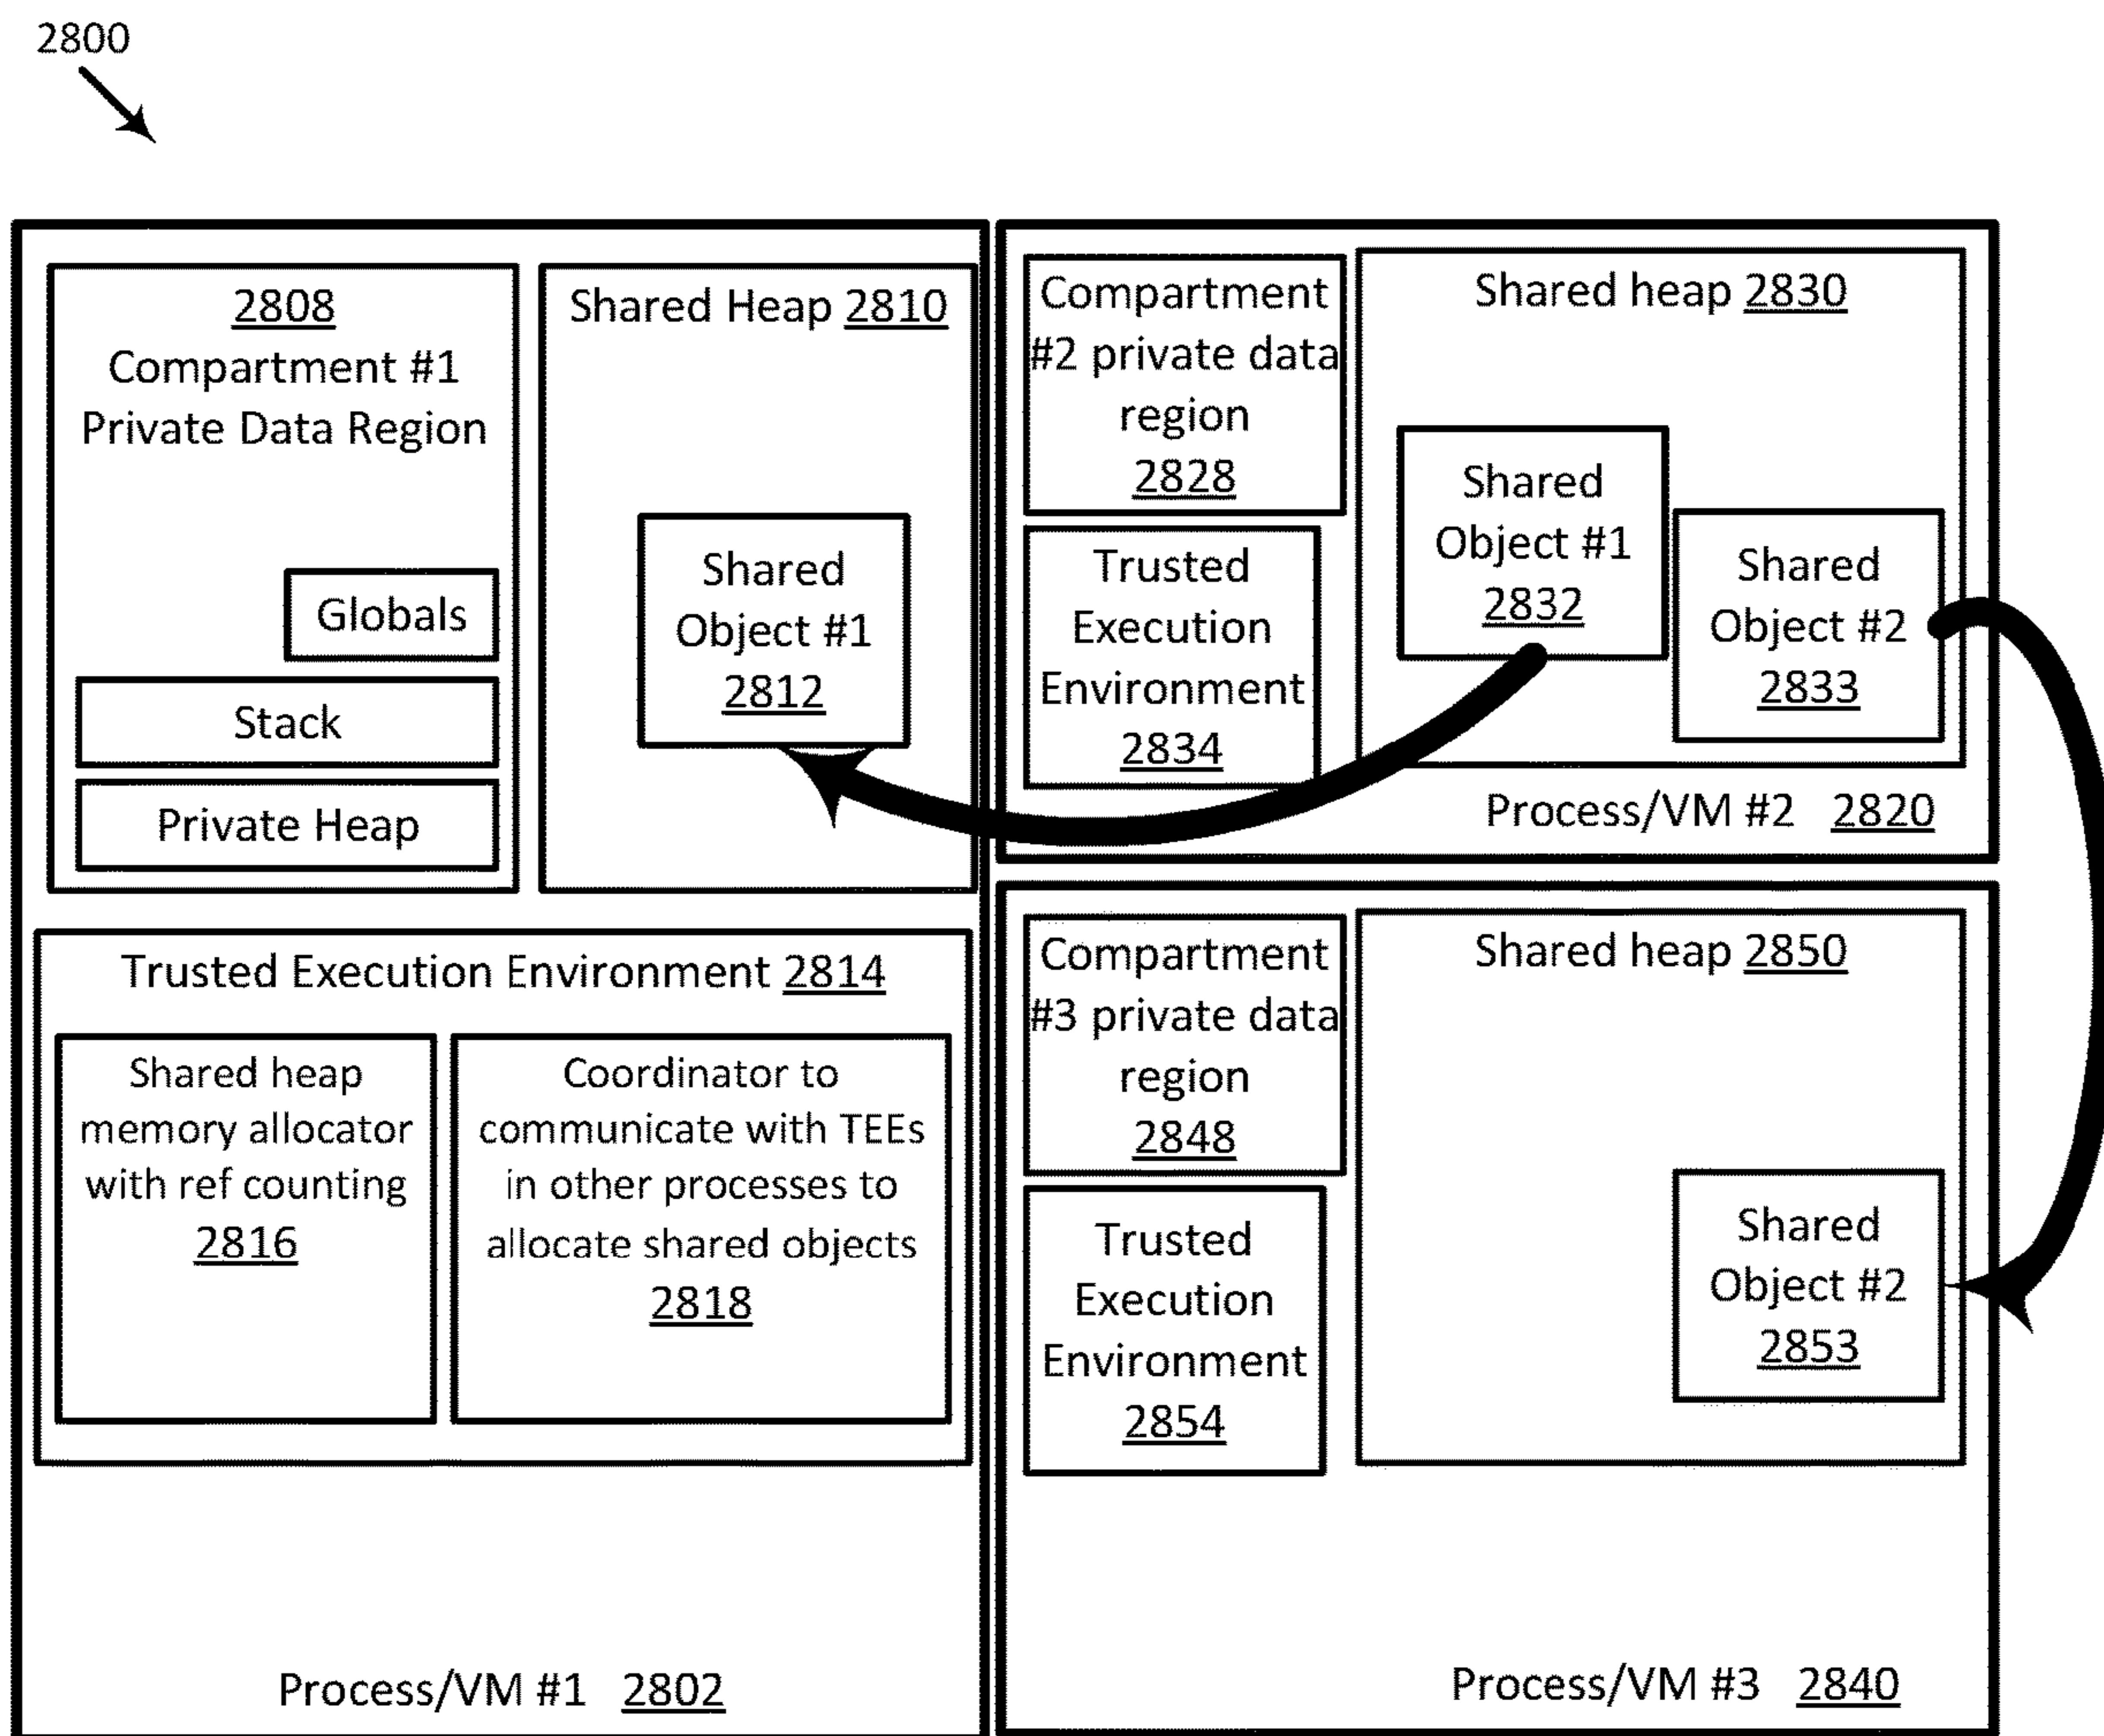 2800
2808
Compartment #1
Private Data Region
Globals
Stack
Private Heap
Shared Heap 2810
Shared
Object #1
2812
Trusted Execution Environment 2814
Shared heap
memory allocator
with ref counting
2816
Coordinator to
communicate with TEEs
in other processes to
allocate shared objects
2818
Process/VM #1 2802
Compartment
#2 private data
region
2828
Trusted
Execution
Environment
2834
Shared heap 2830
Shared
Object #1
2832
Shared
Object #2
2833
Process/VM #2 2820
Compartment
#3 private data
region
2848
Trusted
Execution
Environment
2854
Shared heap 2850
Shared
Object #2
2853
Process/VM #3 2840